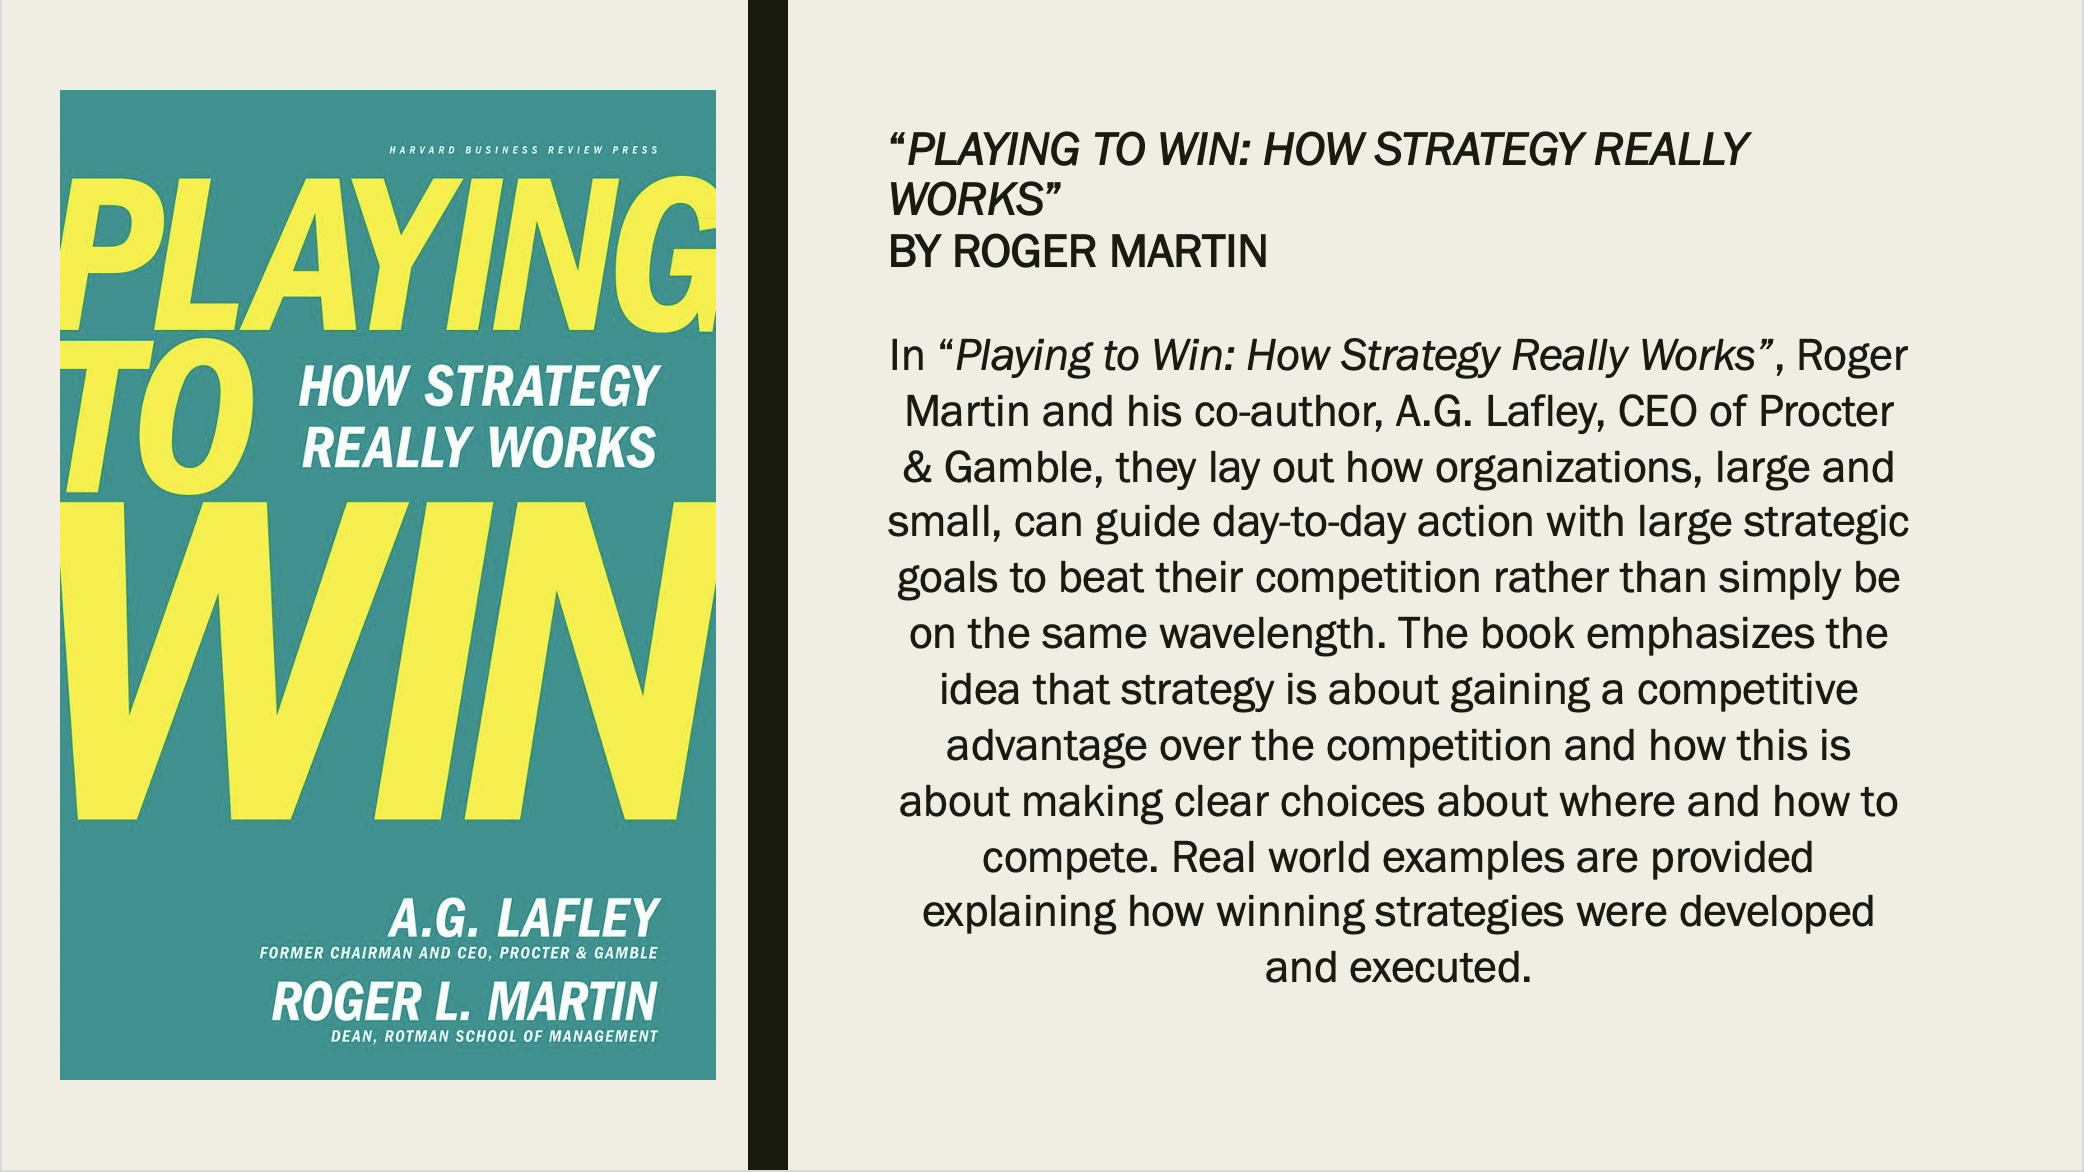 HARVARD BUSINESS REVIEW PRESS
PLAYING
TO
HOW STRATEGY
REALLY WORKS
WIN
A.G. LAFLEY
FORMER CHAIRMAN AND CEO, PROCTER & GAMBLE
ROGER L. MARTIN
DEAN, ROTMAN SCHOOL OF MANAGEMENT
“PLAYING TO WIN: HOW STRATEGY REALLY
WORKS”
BY ROGER MARTIN
In “Playing to Win: How Strategy Really Works”, Roger
Martin and his co-author, A.G. Lafley, CEO of Procter
& Gamble, they lay out how organizations, large and
small, can guide day-to-day action with large strategic
goals to beat their competition rather than simply be
on the same wavelength. The book emphasizes the
idea that strategy is about gaining a competitive
advantage over the competition and how this is
about making clear choices about where and how to
compete. Real world examples are provided
explaining how winning strategies were developed
and executed.